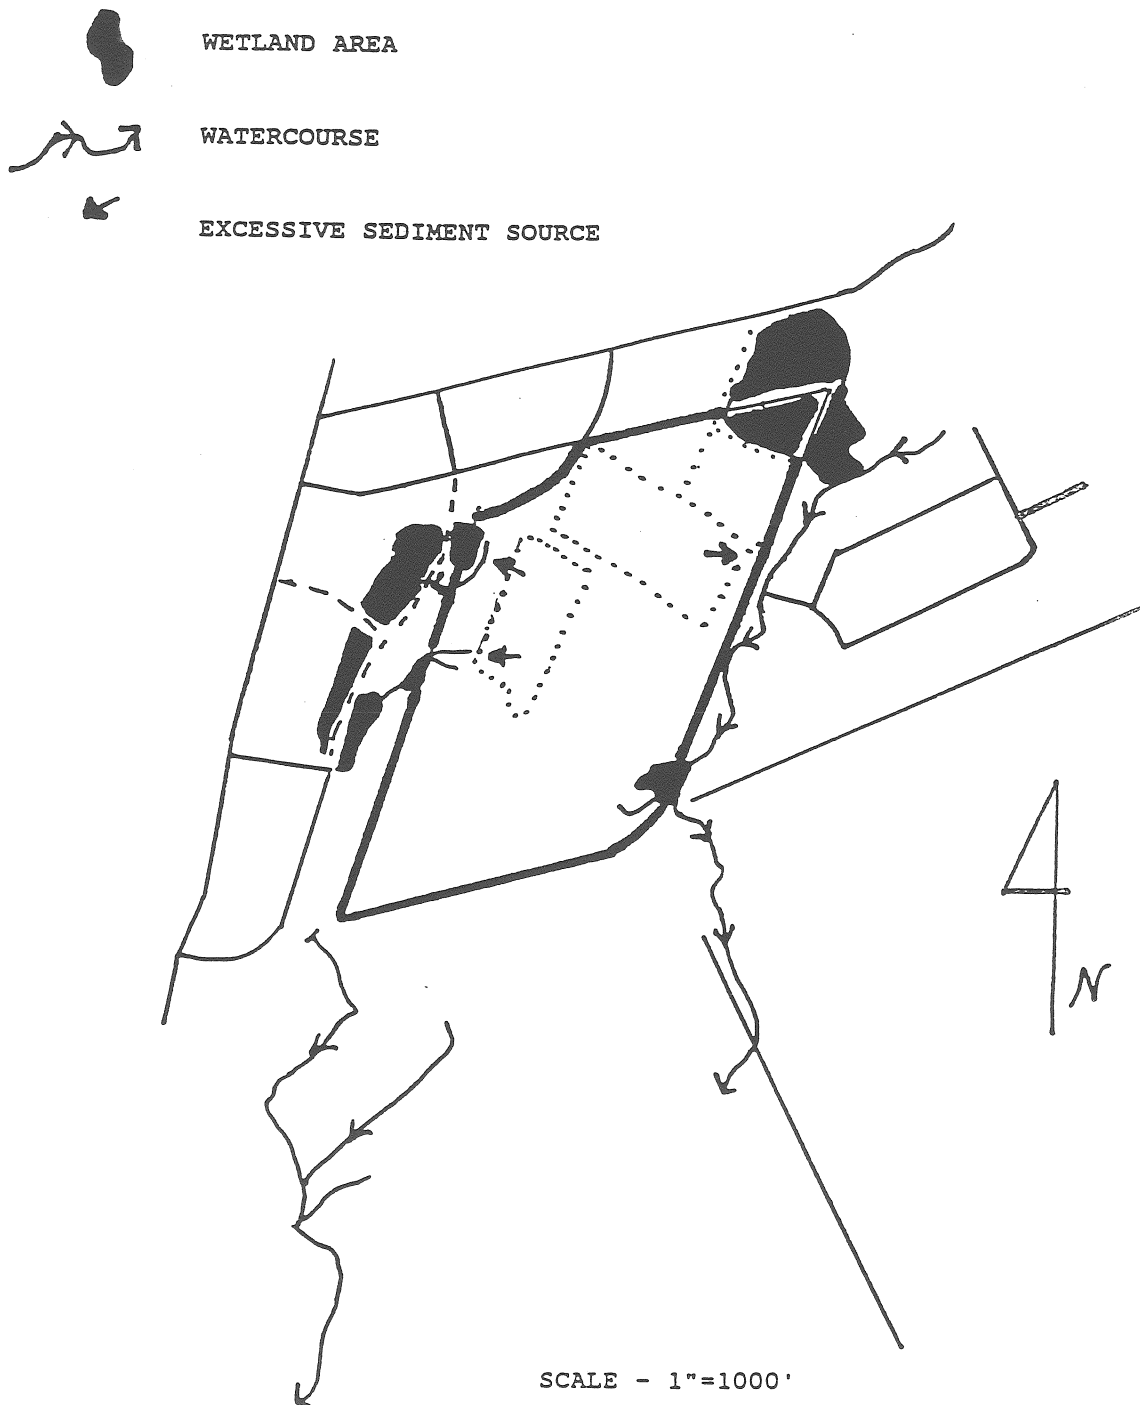 WETLAND AREA
WATERCOURSE
EXCESSIVE SEDIMENT SOURCE
N
SCALE - 1"=1000'